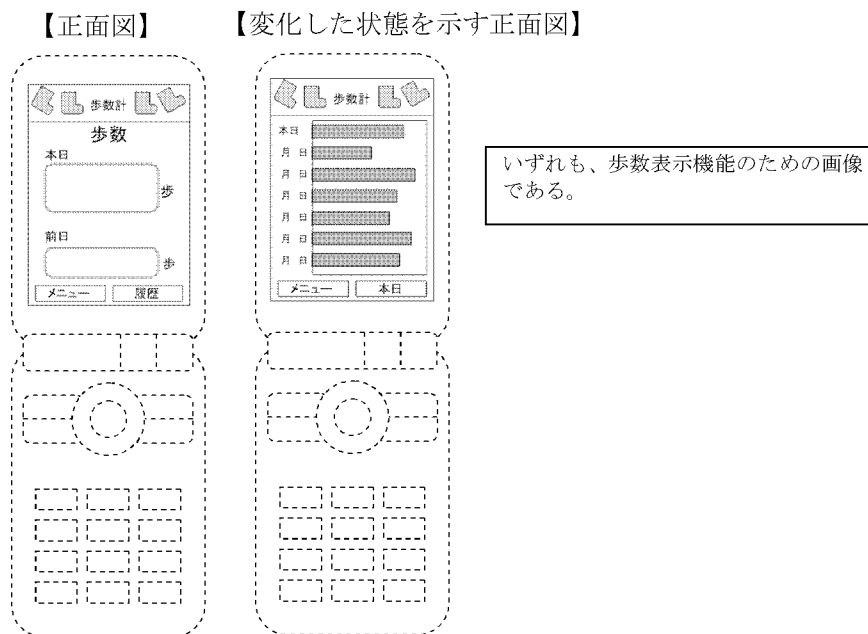 【正面図】
【変化した状態を示す正面図】
歩数計
歩数
本日
歩
前日
歩
メニュー
履歴
歩数計
本日
月 日
月 日
月 日
月 日
月 日
月 日
メニュー
本日
いずれも、歩数表示機能のための画像
である。